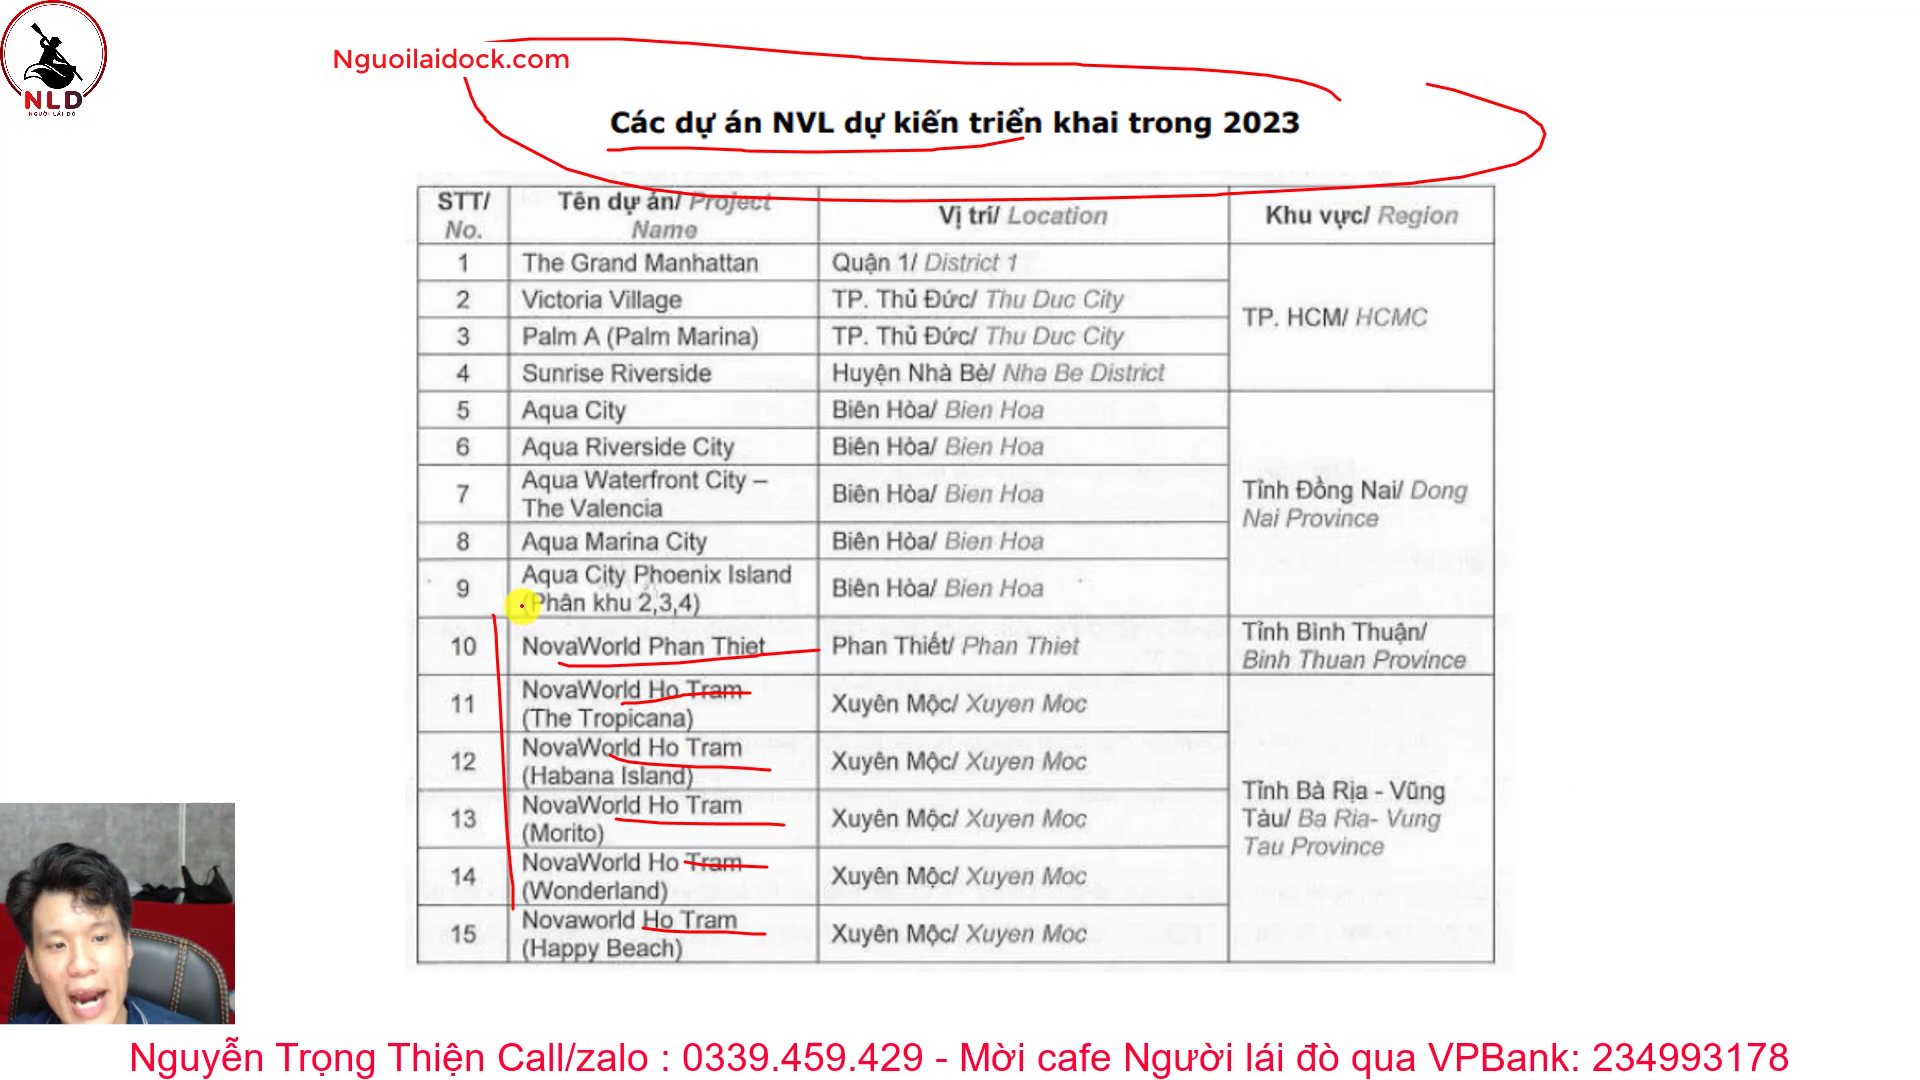 NLD
NGƯỜI LÁI ĐÒ
Nguoilaidock.com
Các dự án NVL dự kiến triển khai trong 2023
STT/ No. Tên dự án/ Project Name Vị trí/ Location Khu vực/ Region
1 The Grand Manhattan Quận 1/ District 1 TP. HCM/ HCMC
2 Victoria Village TP. Thủ Đức/ Thu Duc City
3 Palm A (Palm Marina) TP. Thủ Đức/ Thu Duc City
4 Sunrise Riverside Huyện Nhà Bè/ Nha Be District
5 Aqua City Biên Hòa/ Bien Hoa Tỉnh Đồng Nai/ Dong Nai Province
6 Aqua Riverside City Biên Hòa/ Bien Hoa
7 Aqua Waterfront City – The Valencia Biên Hòa/ Bien Hoa
8 Aqua Marina City Biên Hòa/ Bien Hoa
9 Aqua City Phoenix Island (Phân khu 2,3,4) Biên Hòa/ Bien Hoa
10 NovaWorld Phan Thiet Phan Thiết/ Phan Thiet Tỉnh Bình Thuận/ Binh Thuan Province
11 NovaWorld Ho Tram (The Tropicana) Xuyên Mộc/ Xuyen Moc Tỉnh Bà Rịa - Vũng Tàu/ Ba Ria- Vung Tau Province
12 NovaWorld Ho Tram (Habana Island) Xuyên Mộc/ Xuyen Moc
13 NovaWorld Ho Tram (Morito) Xuyên Mộc/ Xuyen Moc
14 NovaWorld Ho Tram (Wonderland) Xuyên Mộc/ Xuyen Moc
15 Novaworld Ho Tram (Happy Beach) Xuyên Mộc/ Xuyen Moc
Nguyễn Trọng Thiện Call/zalo : 0339.459.429 - Mời cafe Người lái đò qua VPBank: 234993178